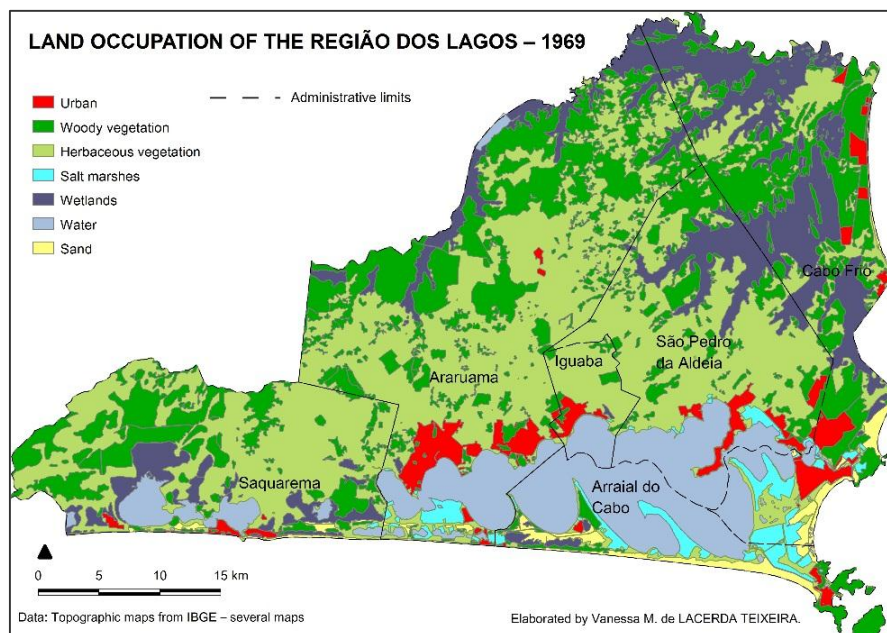 LAND OCCUPATION OF THE REGIÃO DOS LAGOS – 1969
Urban
Woody vegetation
Herbaceous vegetation
Salt marshes
Wetlands
Water
Sand
Administrative limits
Cabo Frio
São Pedro
da Aldeia
Iguaba
Araruama
Saquarema
Arraial do
Cabo
0 5 10 15 km
Data: Topographic maps from IBGE – several maps
Elaborated by Vanessa M. de LACERDA TEIXEIRA.